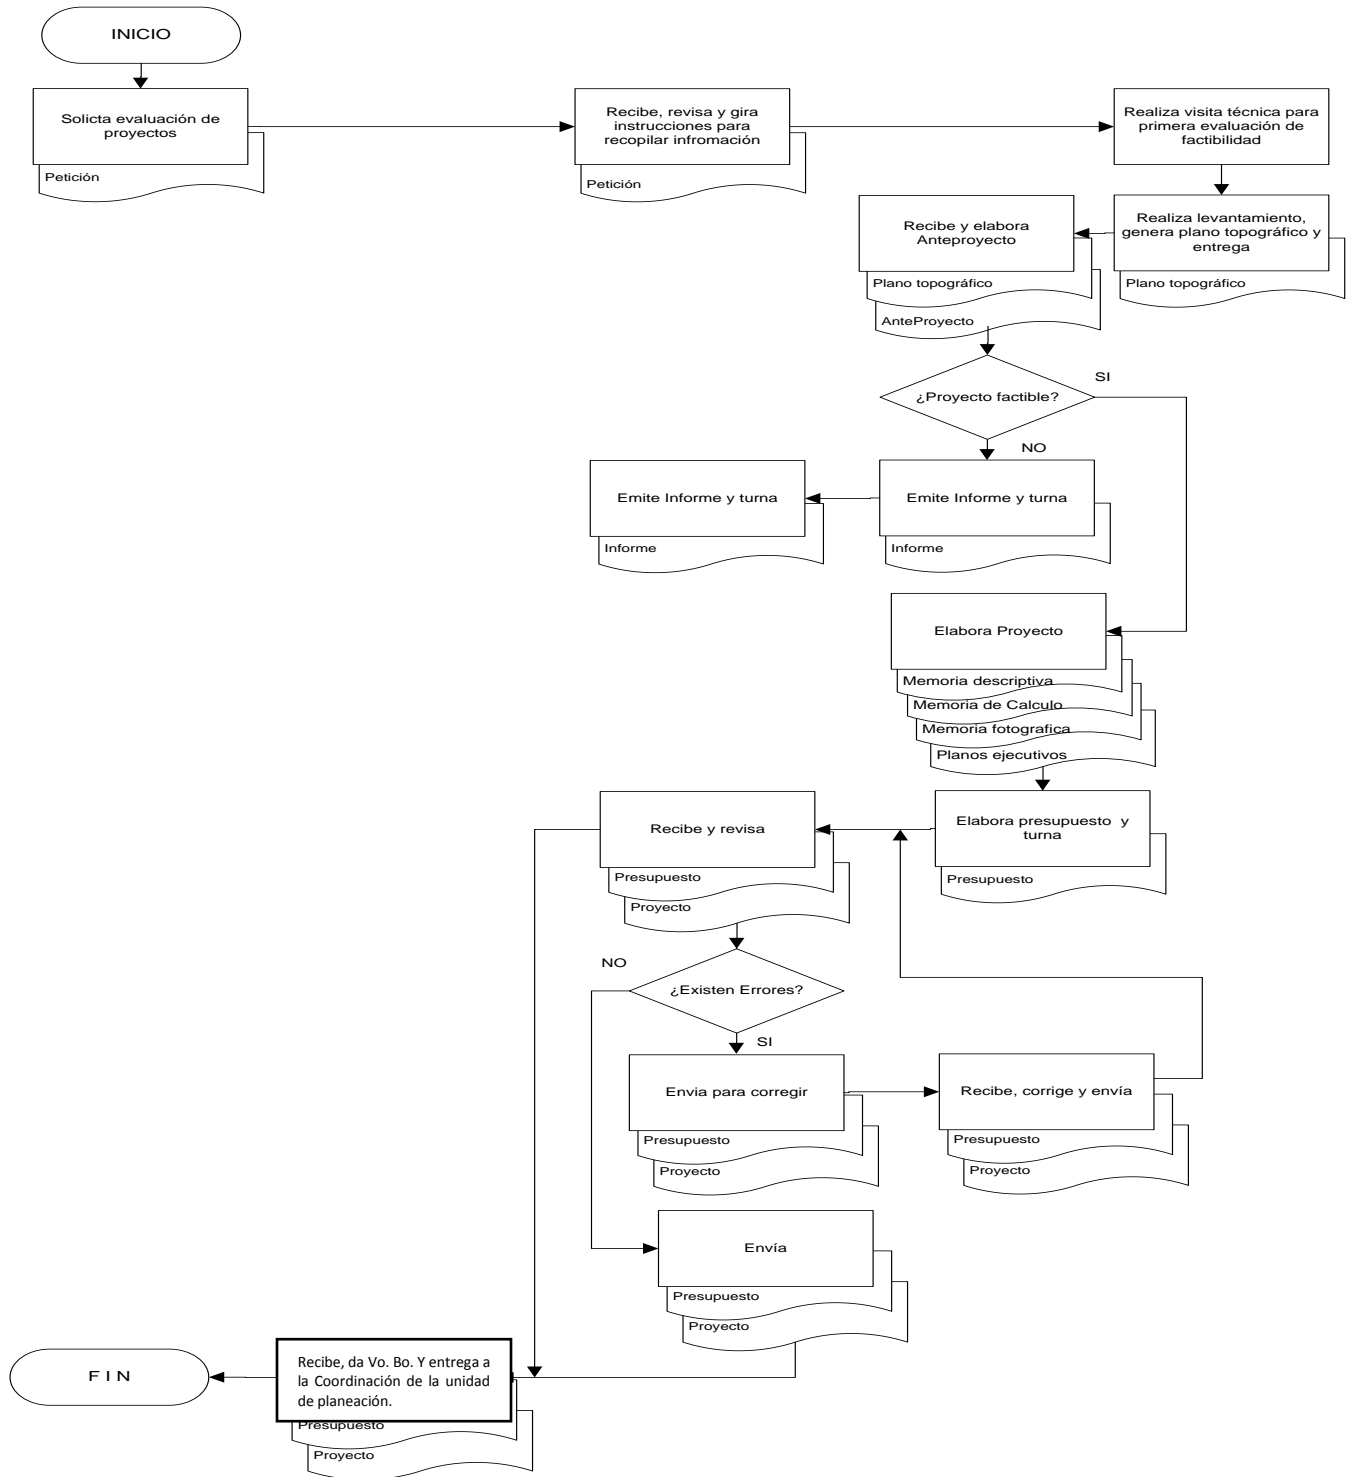 INICIO
Solicta evaluación de
proyectos
Petición
Recibe, revisa y gira
instrucciones para
recopilar infromación
Petición
Realiza visita técnica para
primera evaluación de
factibilidad
Realiza levantamiento,
genera plano topográfico y
entrega
Plano topográfico
Recibe y elabora
Anteproyecto
Plano topográfico
AnteProyecto
¿Proyecto factible?
SI
NO
Emite Informe y turna
Informe
Emite Informe y turna
Informe
Elabora Proyecto
Memoria descriptiva
Memoria de Calculo
Memoria fotografica
Planos ejecutivos
Elabora presupuesto y
turna
Presupuesto
Recibe y revisa
Presupuesto
Proyecto
¿Existen Errores?
NO
SI
Envia para corregir
Presupuesto
Proyecto
Recibe, corrige y envía
Presupuesto
Proyecto
Envía
Presupuesto
Proyecto
Recibe, da Vo. Bo. Y entrega a
la Coordinación de la unidad
de planeación.
Presupuesto
Proyecto
F I N